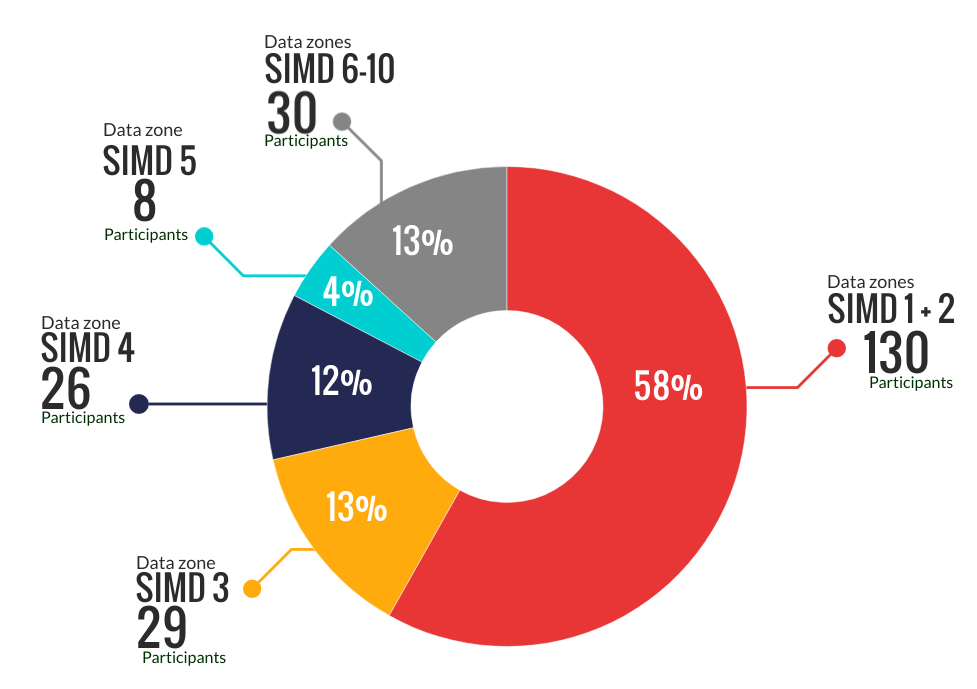 Data zones
SIMD 6-10
30
Participants
Data zone
SIMD 5
8
Participants
Data zone
SIMD 4
26
Participants
Data zone
SIMD 3
29
Participants
Data zones
SIMD 1 + 2
130
Participants
13%
4%
12%
13%
58%